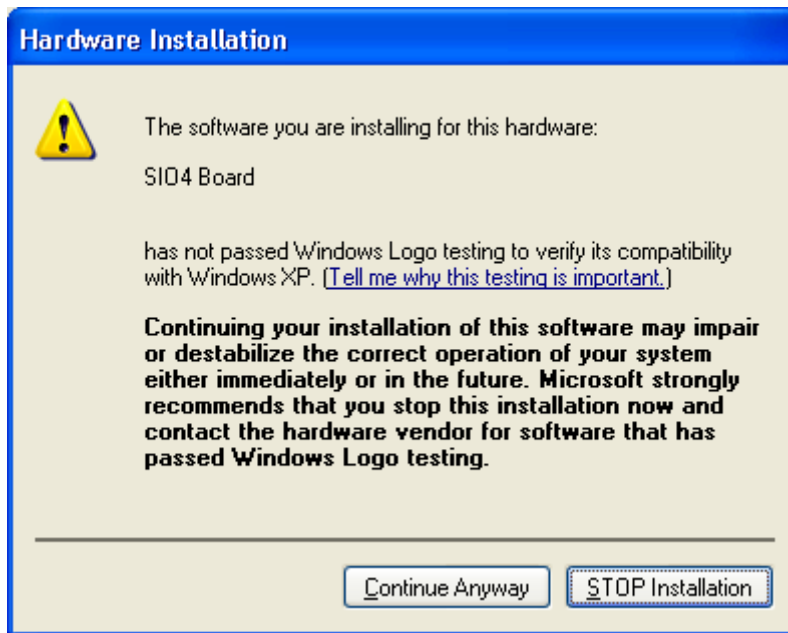 Hardware Installation
The software you are installing for this hardware:
SIO4 Board
has not passed Windows Logo testing to verify its compatibility
with Windows XP. (Tell me why this testing is important.)
Continuing your installation of this software may impair
or destabilize the correct operation of your system
either immediately or in the future. Microsoft strongly
recommends that you stop this installation now and
contact the hardware vendor for software that has
passed Windows Logo testing.
Continue Anyway
STOP Installation